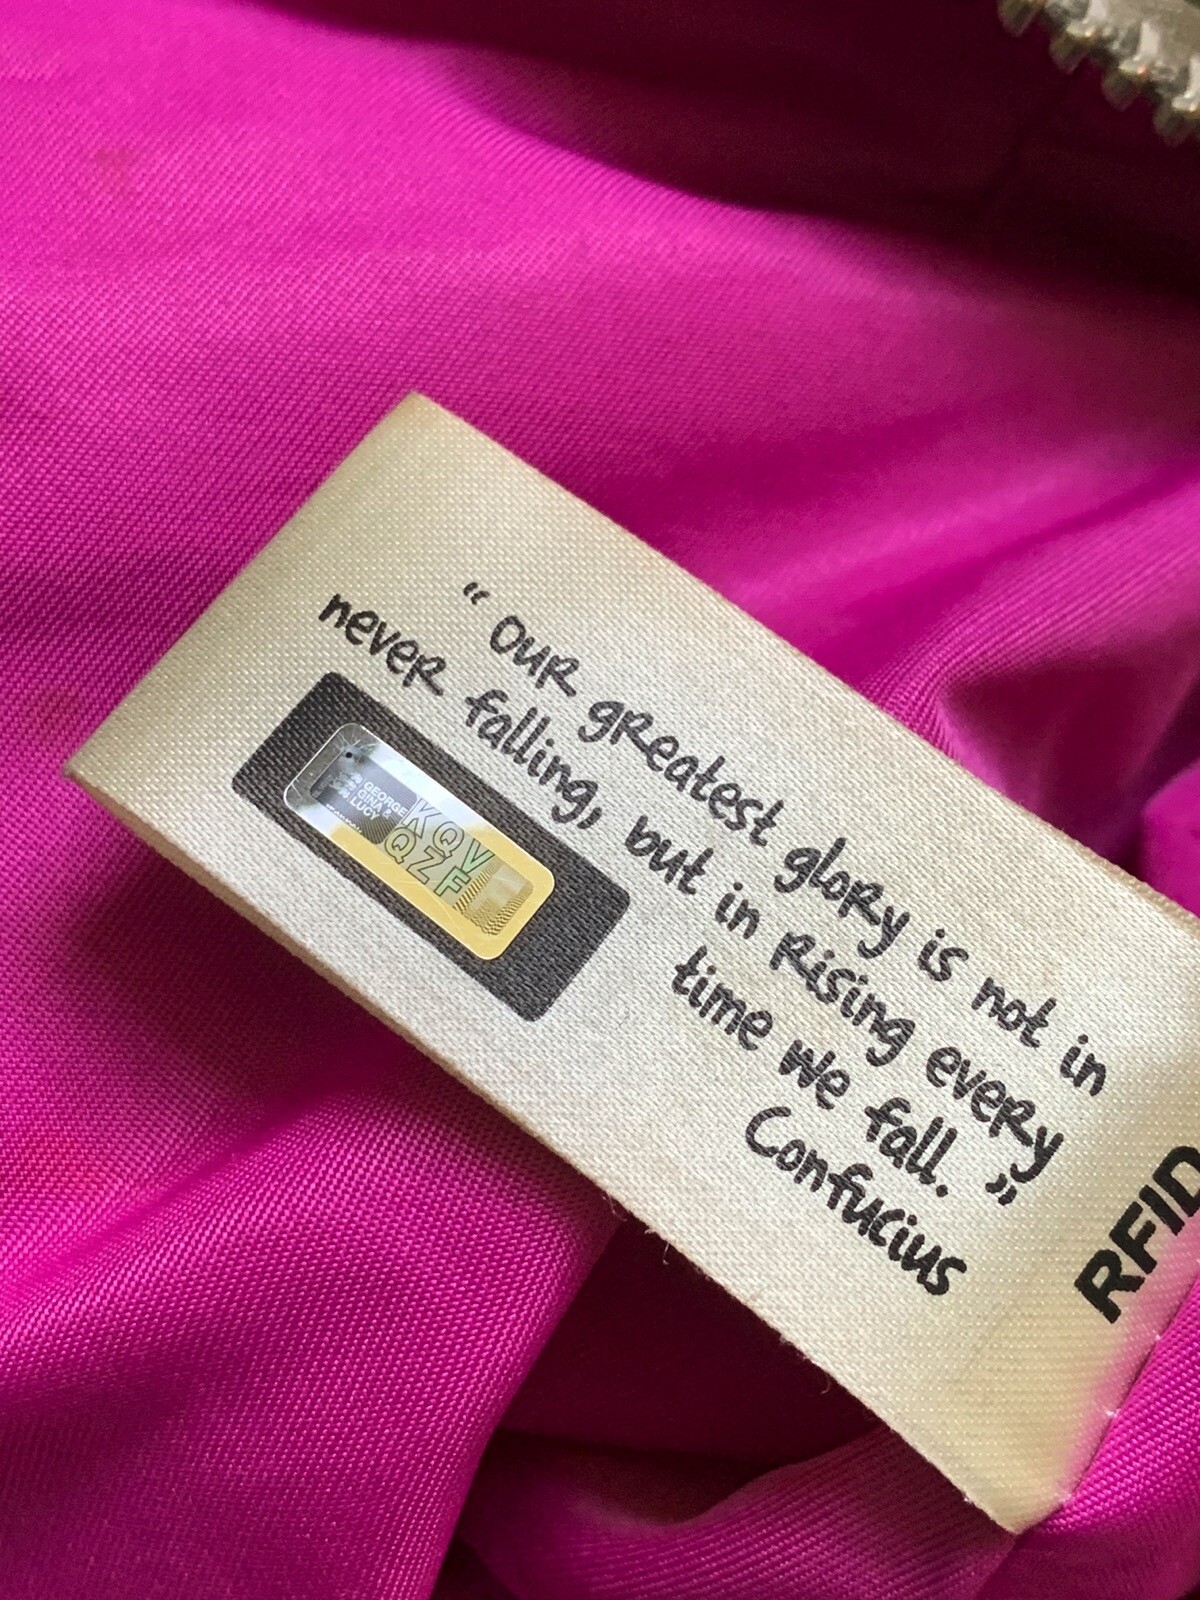 “Our greatest glory is not in
never falling, but in rising every
time we fall.”
Confucius
GEORGE
GINA &
LUCY
KQV
QZF
RFID